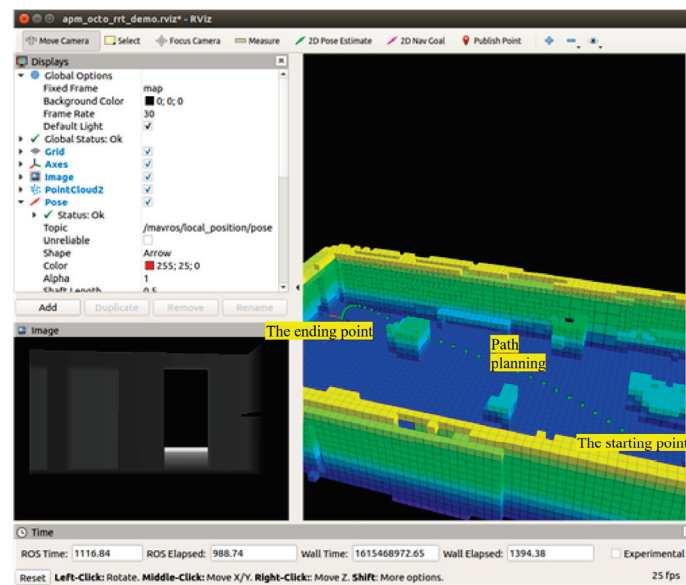 apm_octo_rrt_demo.rviz* - RViz
Move Camera Select Focus Camera Measure 2D Pose Estimate 2D Nav Goal Publish Point
Displays
Global Options
Fixed Frame map
Background Color 0; 0; 0
Frame Rate 30
Default Light
Global Status: Ok
Grid
Axes
Image
PointCloud2
Pose
Status: Ok
Topic /mavros/local_position/pose
Unreliable
Shape Arrow
Color 255; 25; 0
Alpha 1
Shaft Length 0.5
Add Duplicate Remove Rename
Image
The ending point
Path
planning
The starting point
Time
ROS Time: 1116.84 ROS Elapsed: 988.74 Wall Time: 1615468972.65 Wall Elapsed: 1394.38 Experimental
Reset Left-Click: Rotate. Middle-Click: Move X/Y. Right-Click:: Move Z. Shift: More options. 25 fps